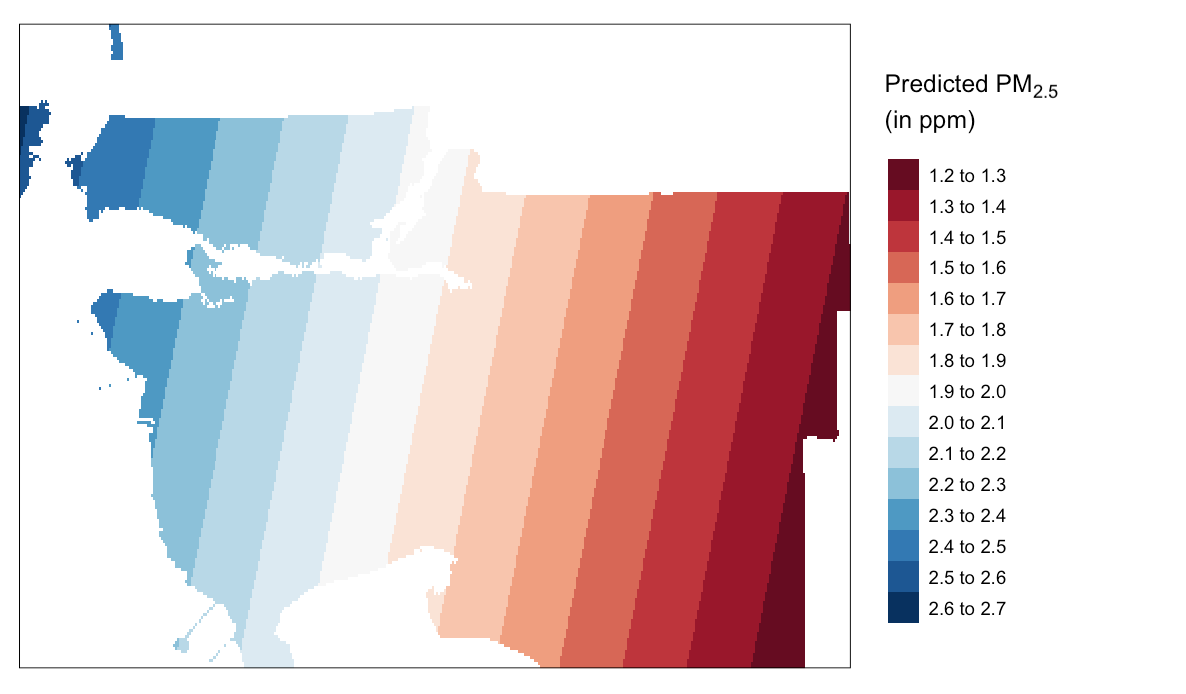 Predicted PM2.5
(in ppm)
1.2 to 1.3
1.3 to 1.4
1.4 to 1.5
1.5 to 1.6
1.6 to 1.7
1.7 to 1.8
1.8 to 1.9
1.9 to 2.0
2.0 to 2.1
2.1 to 2.2
2.2 to 2.3
2.3 to 2.4
2.4 to 2.5
2.5 to 2.6
2.6 to 2.7